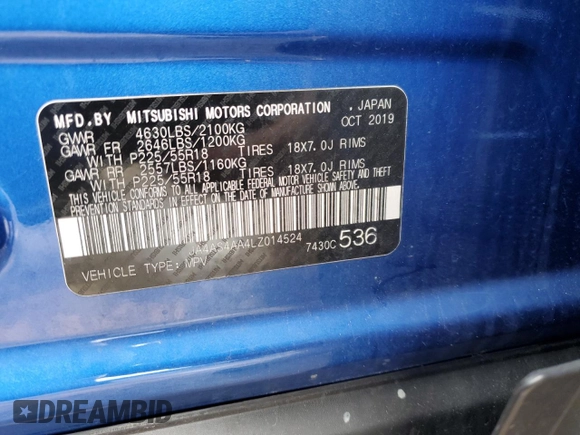 MFD.BY MITSUBISHI MOTORS CORPORATION . JAPAN
GVWR 4630LBS/2100KG OCT 2019
GAWR FR 2646LBS/1200KG
WITH P225/55R18 TIRES 18X7.0J RIMS
GAWRR RR 2557LBS/1160KG
WITH P225/55R18 TIRES 18X7.0J RIMS
THIS VEHICLE CONFORMS TO ALL APPLICABLE FEDERAL MOTOR VEHICLE SAFETY AND THEFT
PREVENTION STANDARDS IN EFFECT ON THE DATE OF MANUFACTURE SHOWN ABOVE.
JA4AS4AA4LZ014524 7430C 536
VEHICLE TYPE: MPV
DREAMBID